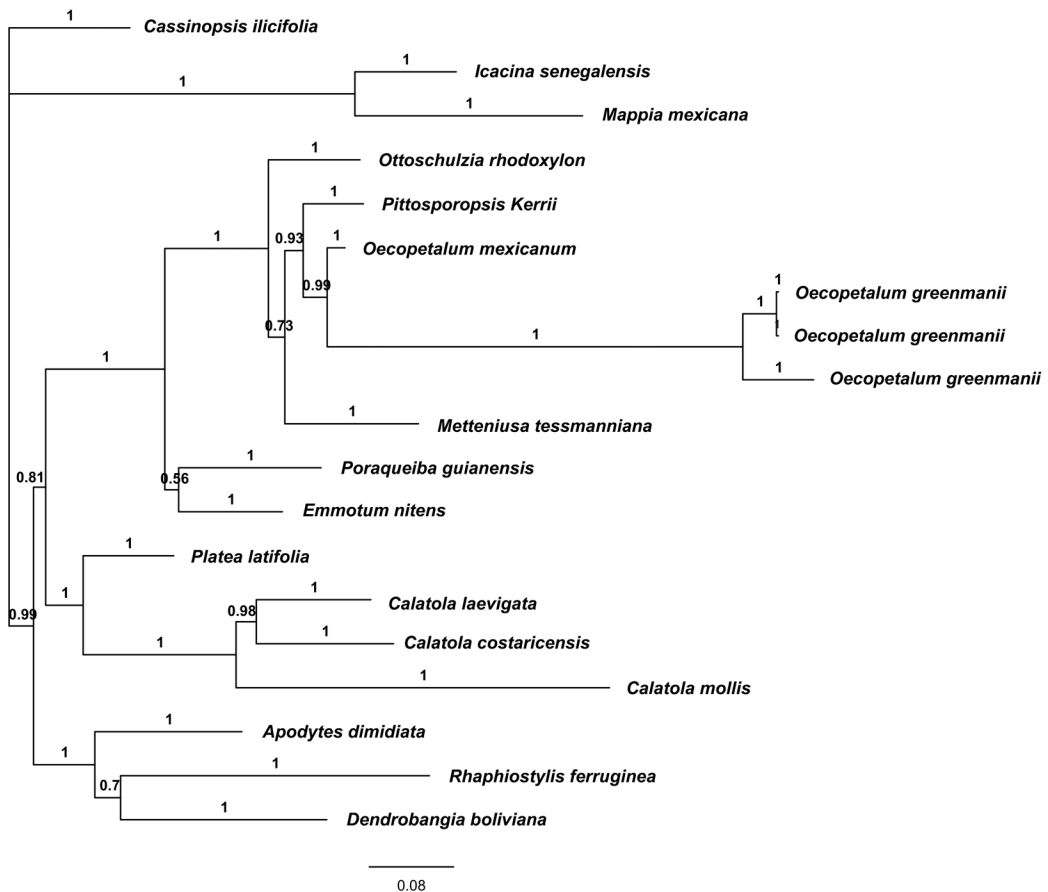 1
Cassinopsis ilicifolia
1
Icacina senegalensis
1
1
Mappia mexicana
1
Ottoschulzia rhodoxylon
1
Pittosporopsis Kerrii
1
0.93
1
Oecopetalum mexicanum
0.99
1
Oecopetalum greenmanii
1
0.73
1
1
Oecopetalum greenmanii
1
1
Oecopetalum greenmanii
1
Metteniusa tessmanniana
1
Poraqueiba guianensis
0.81
0.56
1
Emmotum nitens
1
Platea latifolia
1
1
Calatola laevigata
0.99
0.98
1
Calatola costaricensis
1
1
Calatola mollis
1
Apodytes dimidiata
1
1
Rhaphiostylis ferruginea
0.7
1
Dendrobangia boliviana
0.08